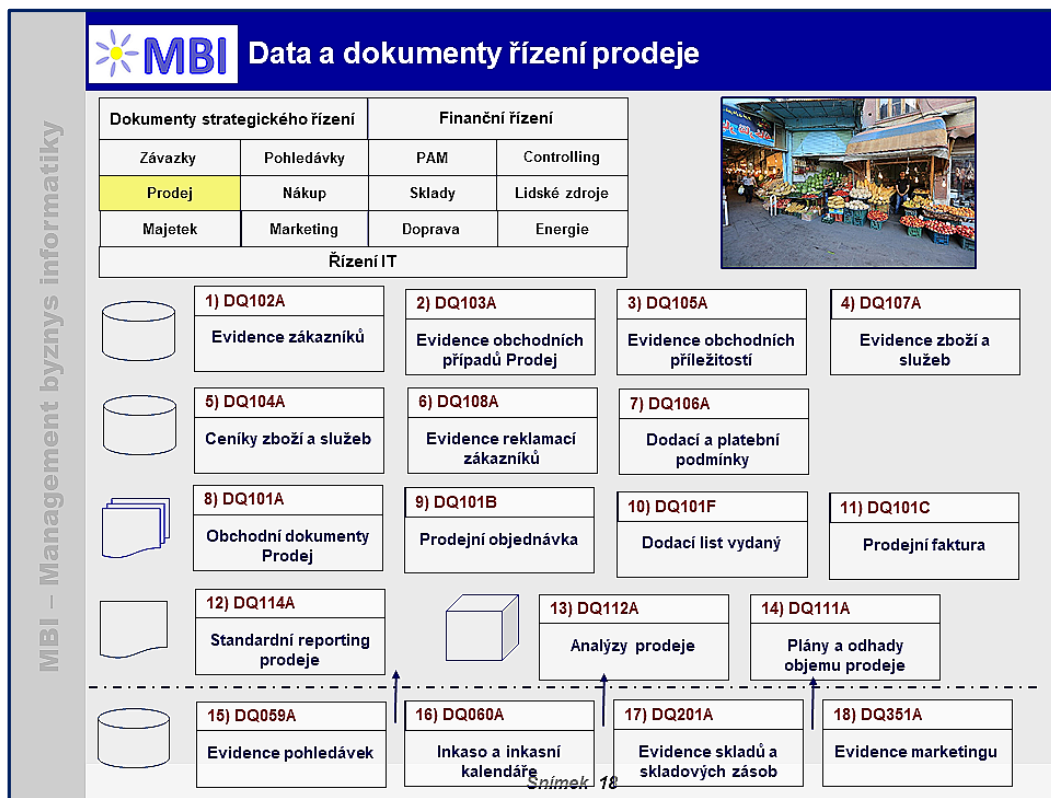 MBI
Data a dokumenty řízení prodeje
MBI – Management byznys informatiky
Dokumenty strategického řízení
Finanční řízení
Závazky
Pohledávky
PAM
Controlling
Prodej
Nákup
Sklady
Lidské zdroje
Majetek
Marketing
Doprava
Energie
Řízení IT
1) DQ102A
Evidence zákazníků
2) DQ103A
Evidence obchodních
případů Prodej
3) DQ105A
Evidence obchodních
příležitostí
4) DQ107A
Evidence zboží a
služeb
5) DQ104A
Ceníky zboží a služeb
6) DQ108A
Evidence reklamací
zákazníků
7) DQ106A
Dodací a platební
podmínky
8) DQ101A
Obchodní dokumenty
Prodej
9) DQ101B
Prodejní objednávka
10) DQ101F
Dodací list vydaný
11) DQ101C
Prodejní faktura
12) DQ114A
Standardní reporting
prodeje
13) DQ112A
Analýzy prodeje
14) DQ111A
Plány a odhady
objemu prodeje
15) DQ059A
Evidence pohledávek
16) DQ060A
Inkaso a inkasní
kalendáře
17) DQ201A
Evidence skladů a
skladových zásob
18) DQ351A
Evidence marketingu
Snímek 18